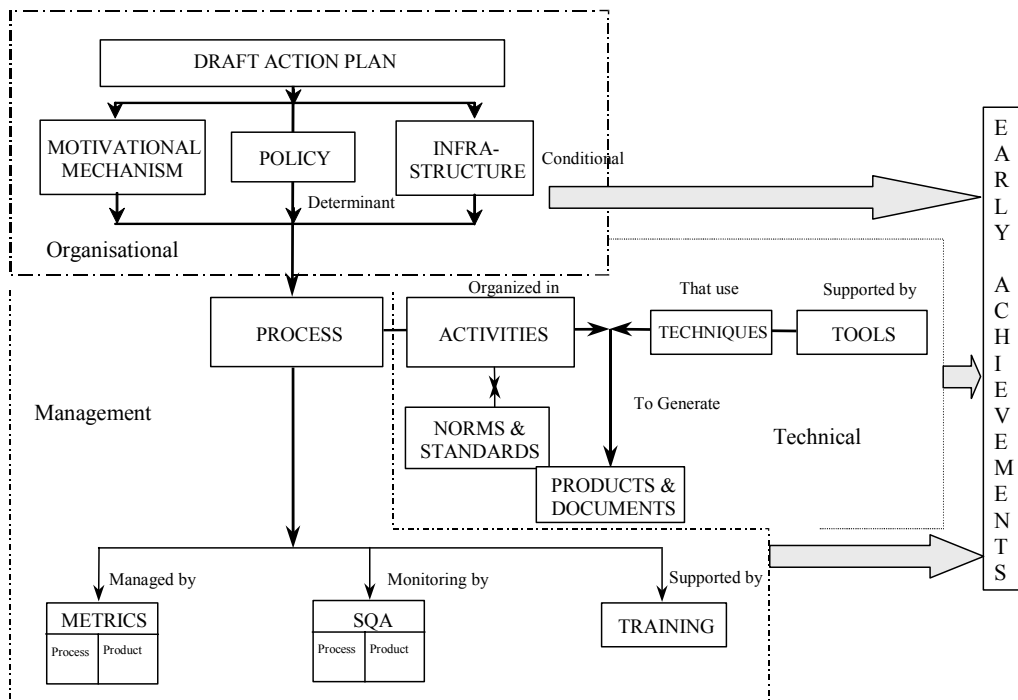 DRAFT ACTION PLAN
MOTIVATIONAL
MECHANISM
POLICY
INFRA-
STRUCTURE
Conditional
Determinant
Organisational
Organized in
That use
Supported by
PROCESS
ACTIVITIES
TECHNIQUES
TOOLS
Management
To Generate
NORMS &
STANDARDS
Technical
PRODUCTS &
DOCUMENTS
Managed by
Monitoring by
Supported by
METRICS
Process
Product
SQA
Process
Product
TRAINING
E
A
R
L
Y
A
C
H
I
E
V
E
M
E
N
T
S